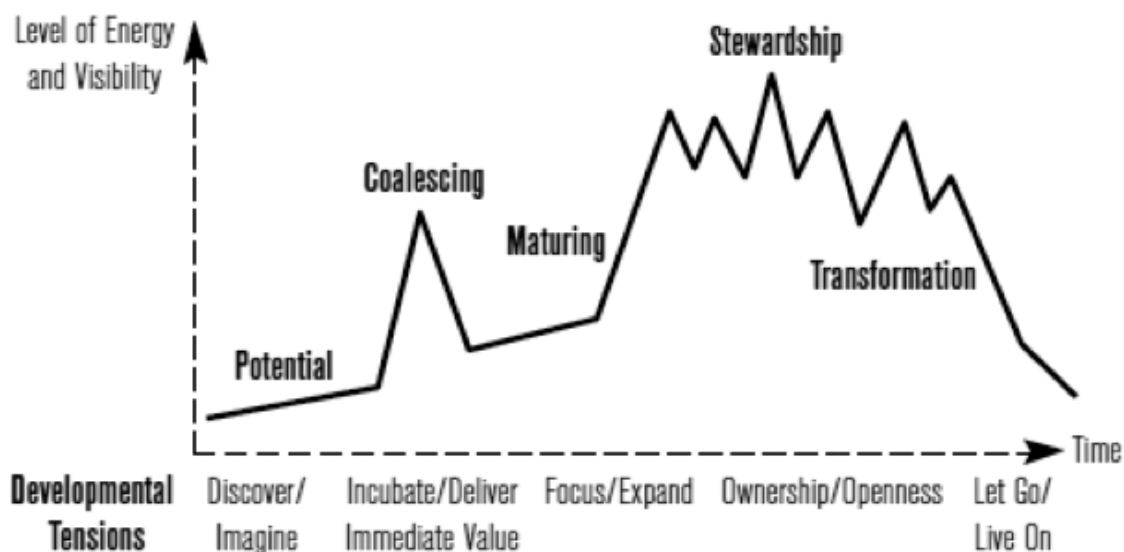 Level of Energy
and Visibility
Stewardship
Coalescing
Maturing
Transformation
Potential
Time
Developmental
Tensions
Discover/
Imagine
Incubate/Deliver
Immediate Value
Focus/Expand
Ownership/Openness
Let Go/
Live On